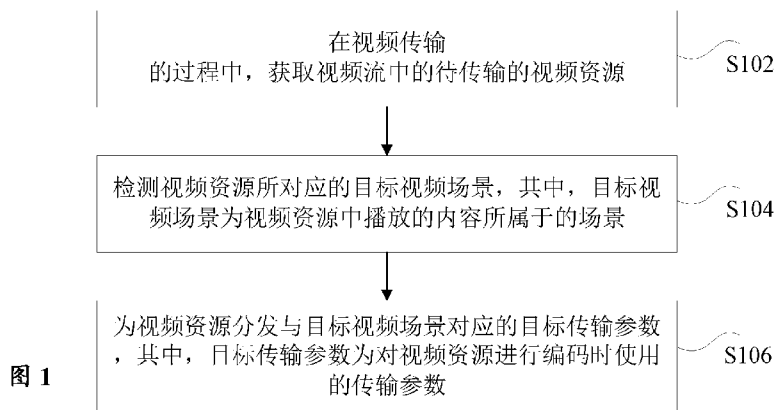 在视频传输
的过程中，获取视频流中的待传输的视频资源
S102
检测视频资源所对应的目标视频场景，其中，目标视
频场景为视频资源中播放的内容所属于的场景
S104
为视频资源分发与目标视频场景对应的目标传输参数
，其中，目标传输参数为对视频资源进行编码时使用
的传输参数
S106
图 1